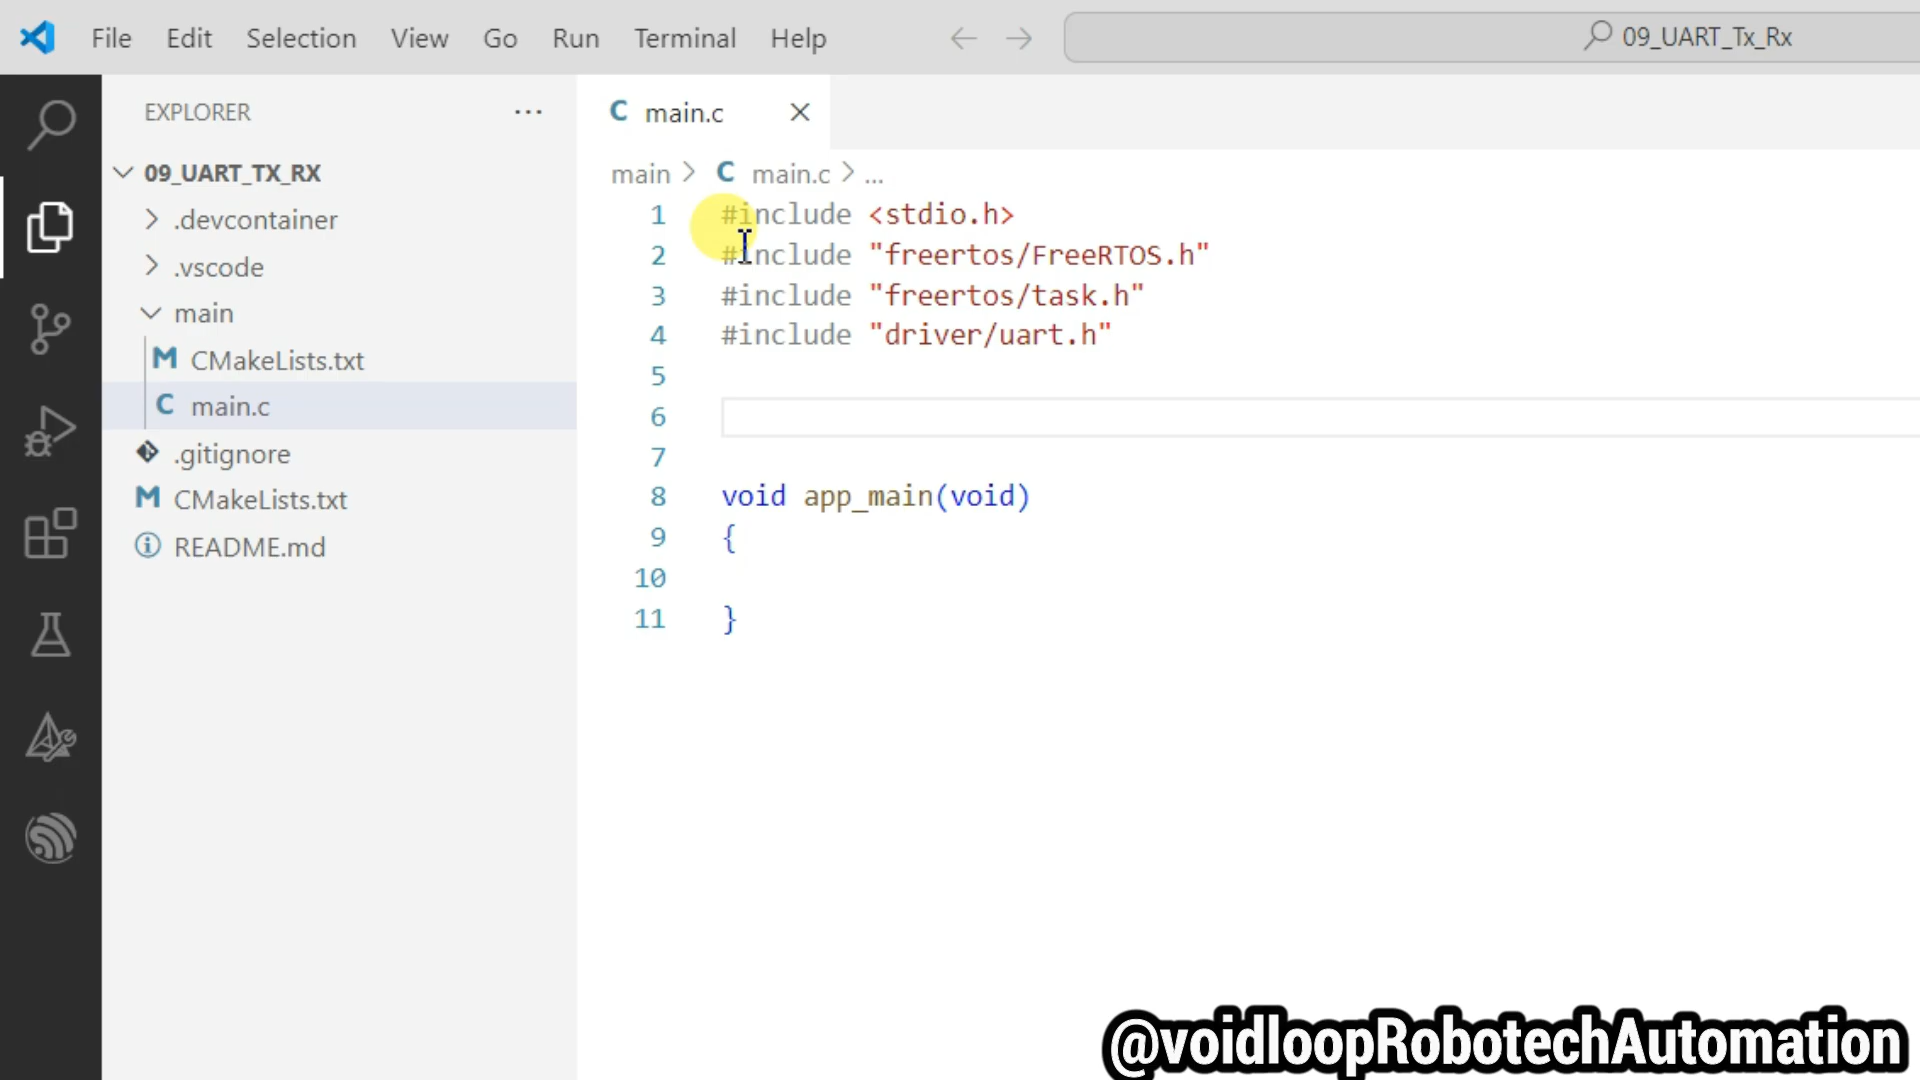 File Edit Selection View Go Run Terminal Help
09_UART_Tx_Rx
EXPLORER
09_UART_TX_RX
.devcontainer
.vscode
main
CMakeLists.txt
main.c
.gitignore
CMakeLists.txt
README.md
main.c
main > main.c > ...
1 #include <stdio.h>
2 #include "freertos/FreeRTOS.h"
3 #include "freertos/task.h"
4 #include "driver/uart.h"
5
6
7
8 void app_main(void)
9 {
10
11 }
@voidloopRobotechAutomation